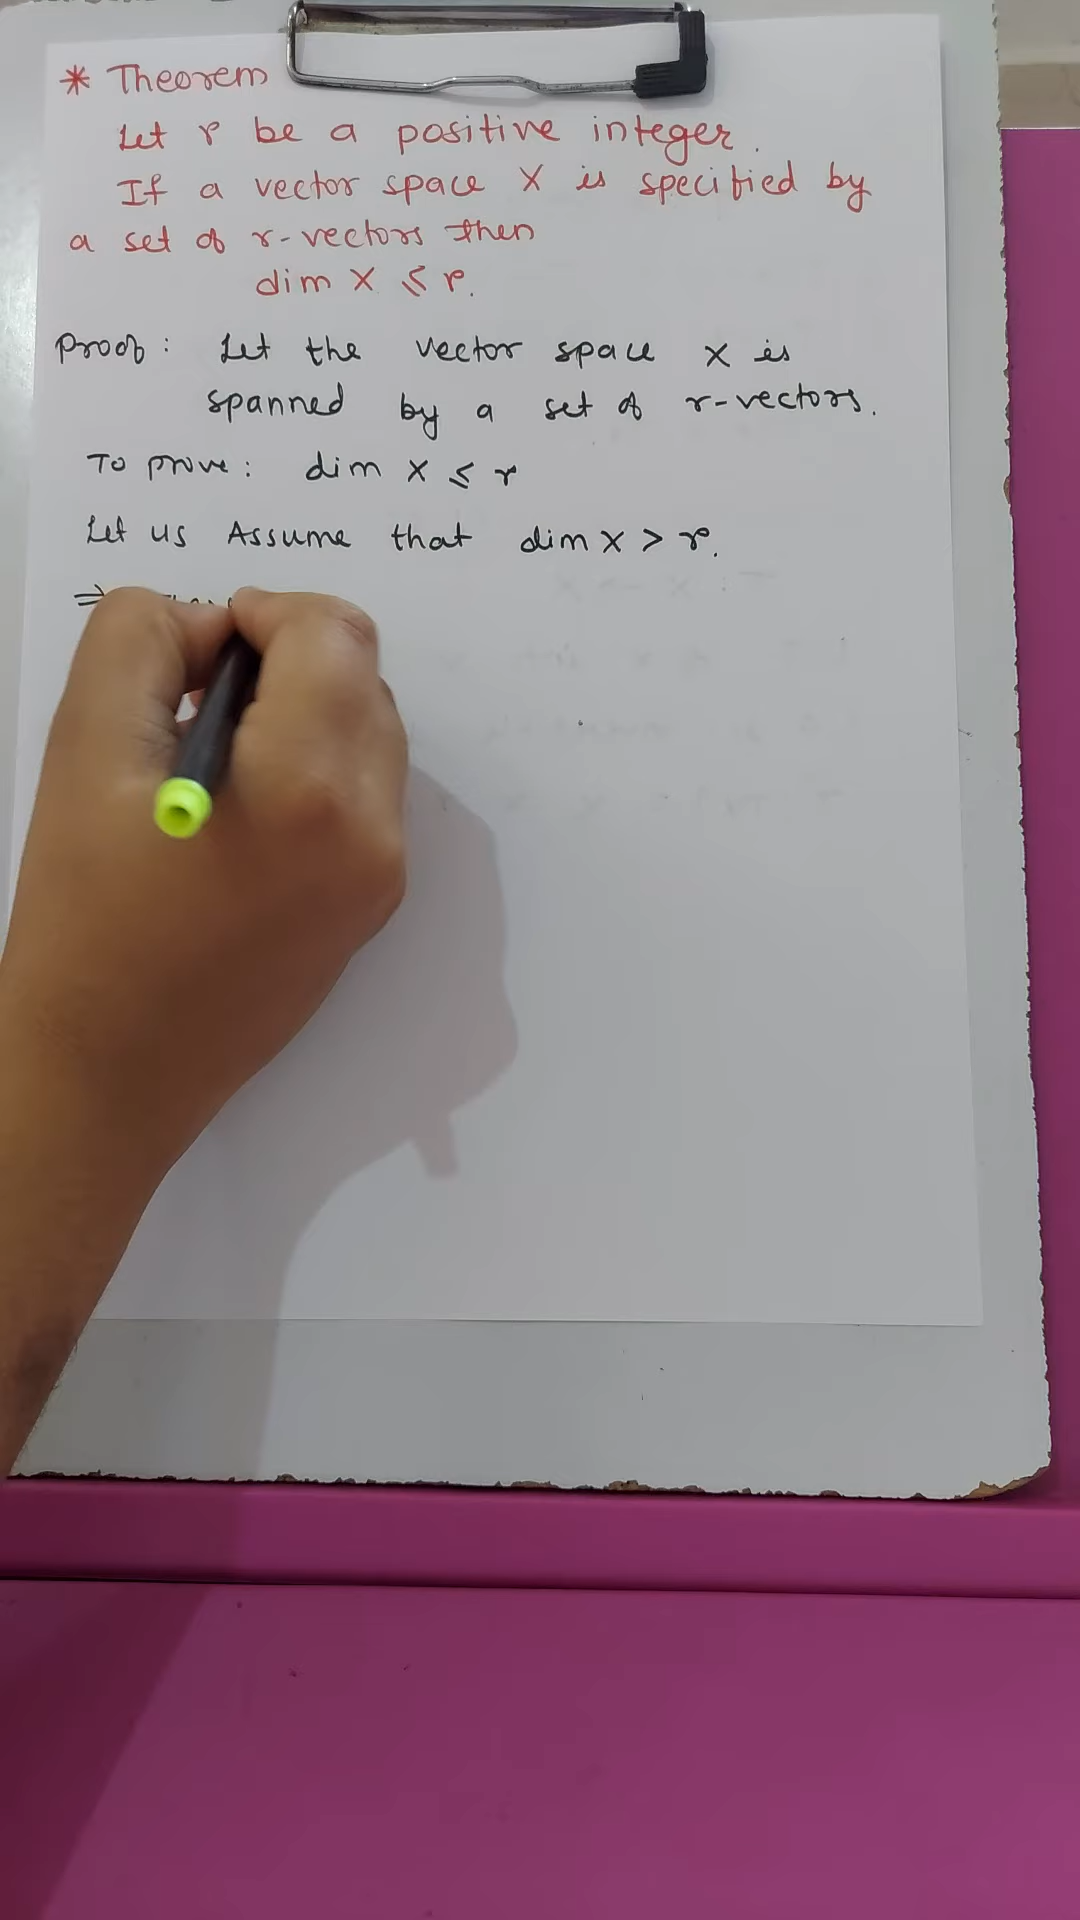 * Theorem
Let r be a positive integer.
If a vector space X is specified by
a set of r-vectors then
dim X ≤ r.
Proof: Let the vector space X is
spanned by a set of r-vectors.
To prove: dim X ≤ r
Let us Assume that dim X > r.
⇒